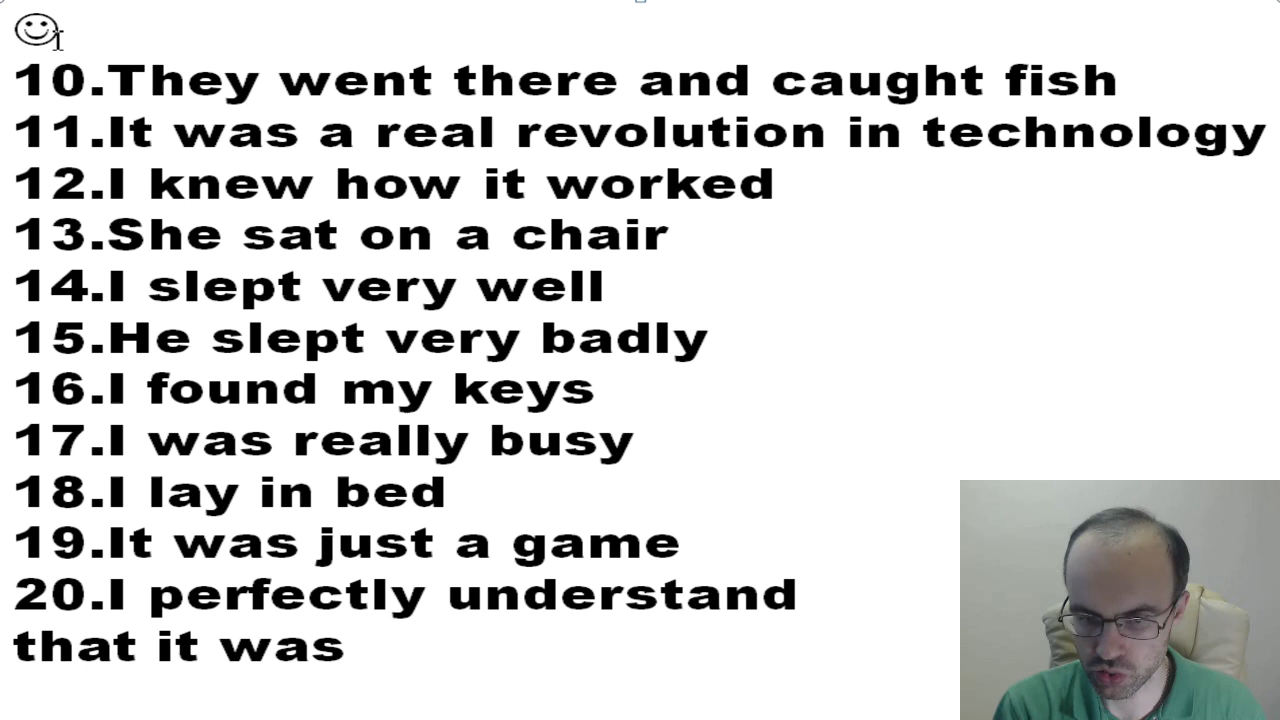 10.They went there and caught fish
11.It was a real revolution in technology
12.I knew how it worked
13.She sat on a chair
14.I slept very well
15.He slept very badly
16.I found my keys
17.I was really busy
18.I lay in bed
19.It was just a game
20.I perfectly understand
that it was